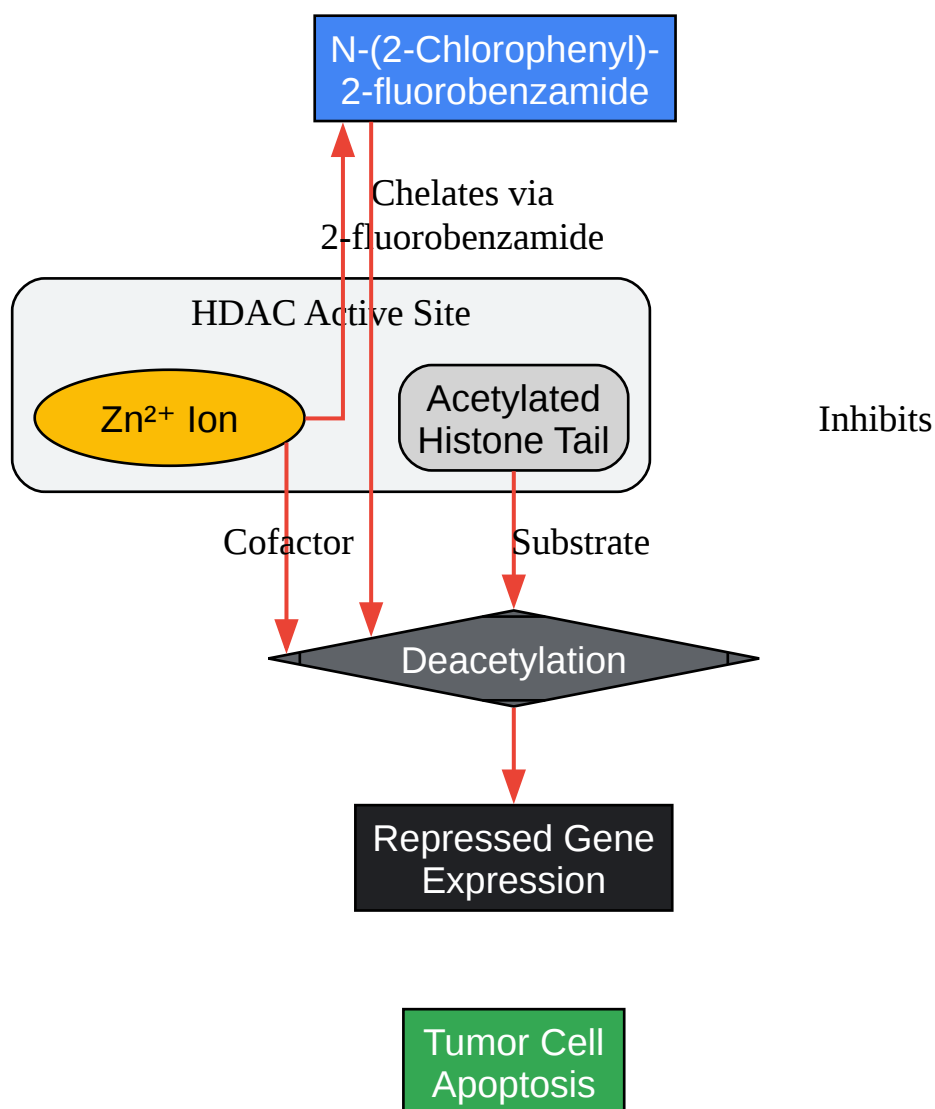 N-(2-Chlorophenyl)-
2-fluorobenzamide
Chelates via
2-fluorobenzamide
HDAC Active Site
Zn²⁺ Ion
Acetylated
Histone Tail
Inhibits
Cofactor
Substrate
Deacetylation
Repressed Gene
Expression
Tumor Cell
Apoptosis